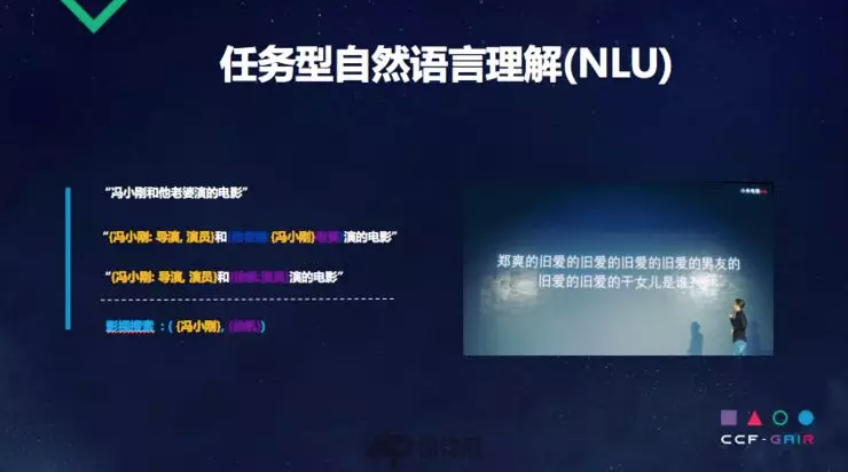 任务型自然语言理解(NLU)
“冯小刚和他老婆演的电影”
“{冯小刚: 导演, 演员}和 {冯小刚} 演的电影”
“{冯小刚: 导演, 演员}和 演的电影”
影视搜索 : ( {冯小刚}, )
郑爽的旧爱的旧爱的旧爱的旧爱的男友的
旧爱的旧爱的干女儿是谁?
CCF-GAIR